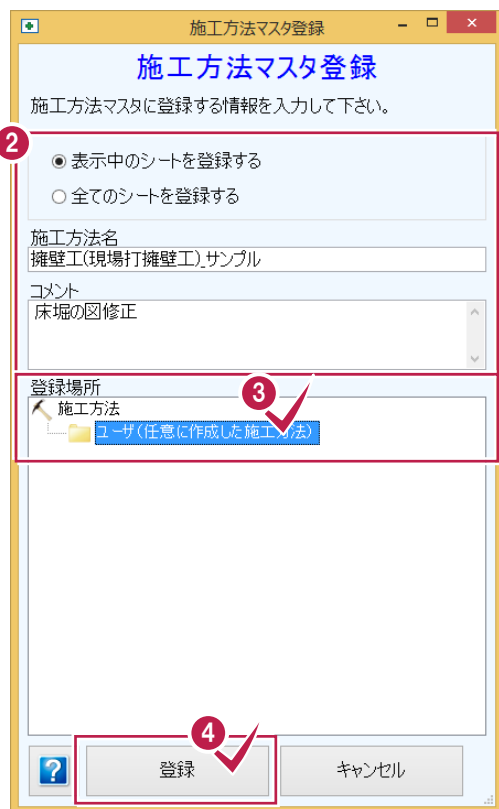 施工方法マスタ登録
施工方法マスタ登録
施工方法マスタに登録する情報を入力して下さい。
2
表示中のシートを登録する
全てのシートを登録する
施工方法名
擁壁工(現場打擁壁工)_サンプル
コメント
床堀の図修正
登録場所
3
施工方法
ユーザ(任意に作成した施工方法)
4
?
登録
キャンセル